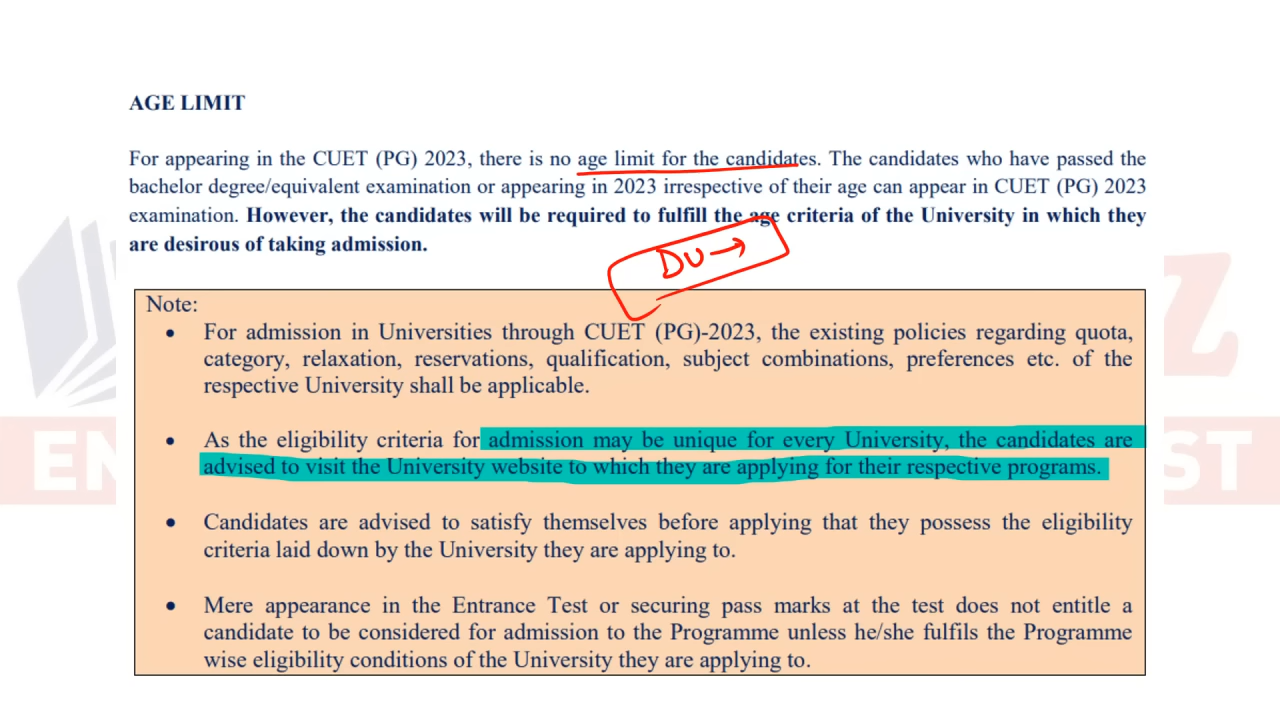 AGE LIMIT
For appearing in the CUET (PG) 2023, there is no age limit for the candidates. The candidates who have passed the
bachelor degree/equivalent examination or appearing in 2023 irrespective of their age can appear in CUET (PG) 2023
examination. However, the candidates will be required to fulfill the age criteria of the University in which they
are desirous of taking admission.
DU→
Note:
• For admission in Universities through CUET (PG)-2023, the existing policies regarding quota,
category, relaxation, reservations, qualification, subject combinations, preferences etc. of the
respective University shall be applicable.
• As the eligibility criteria for admission may be unique for every University, the candidates are
advised to visit the University website to which they are applying for their respective programs.
• Candidates are advised to satisfy themselves before applying that they possess the eligibility
criteria laid down by the University they are applying to.
• Mere appearance in the Entrance Test or securing pass marks at the test does not entitle a
candidate to be considered for admission to the Programme unless he/she fulfils the Programme
wise eligibility conditions of the University they are applying to.